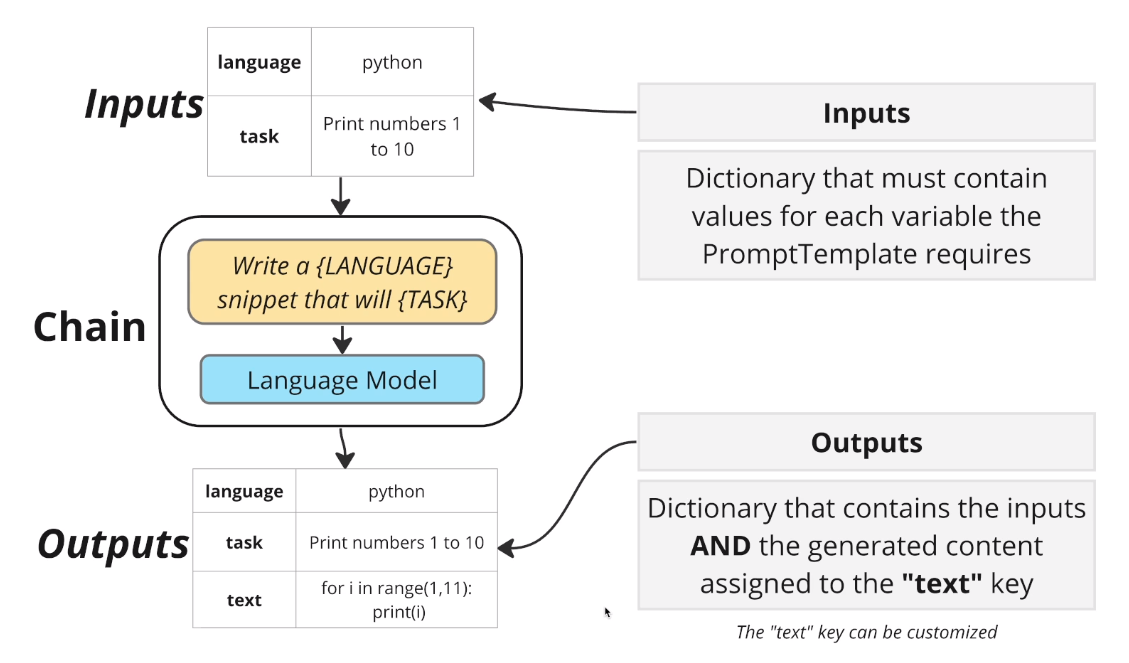 Inputs
language python
task Print numbers 1
to 10
Inputs
Dictionary that must contain
values for each variable the
PromptTemplate requires
Chain
Write a {LANGUAGE}
snippet that will {TASK}
Language Model
Outputs
language python
task Print numbers 1 to 10
text for i in range(1,11):
print(i)
Outputs
Dictionary that contains the inputs
AND the generated content
assigned to the "text" key
The "text" key can be customized